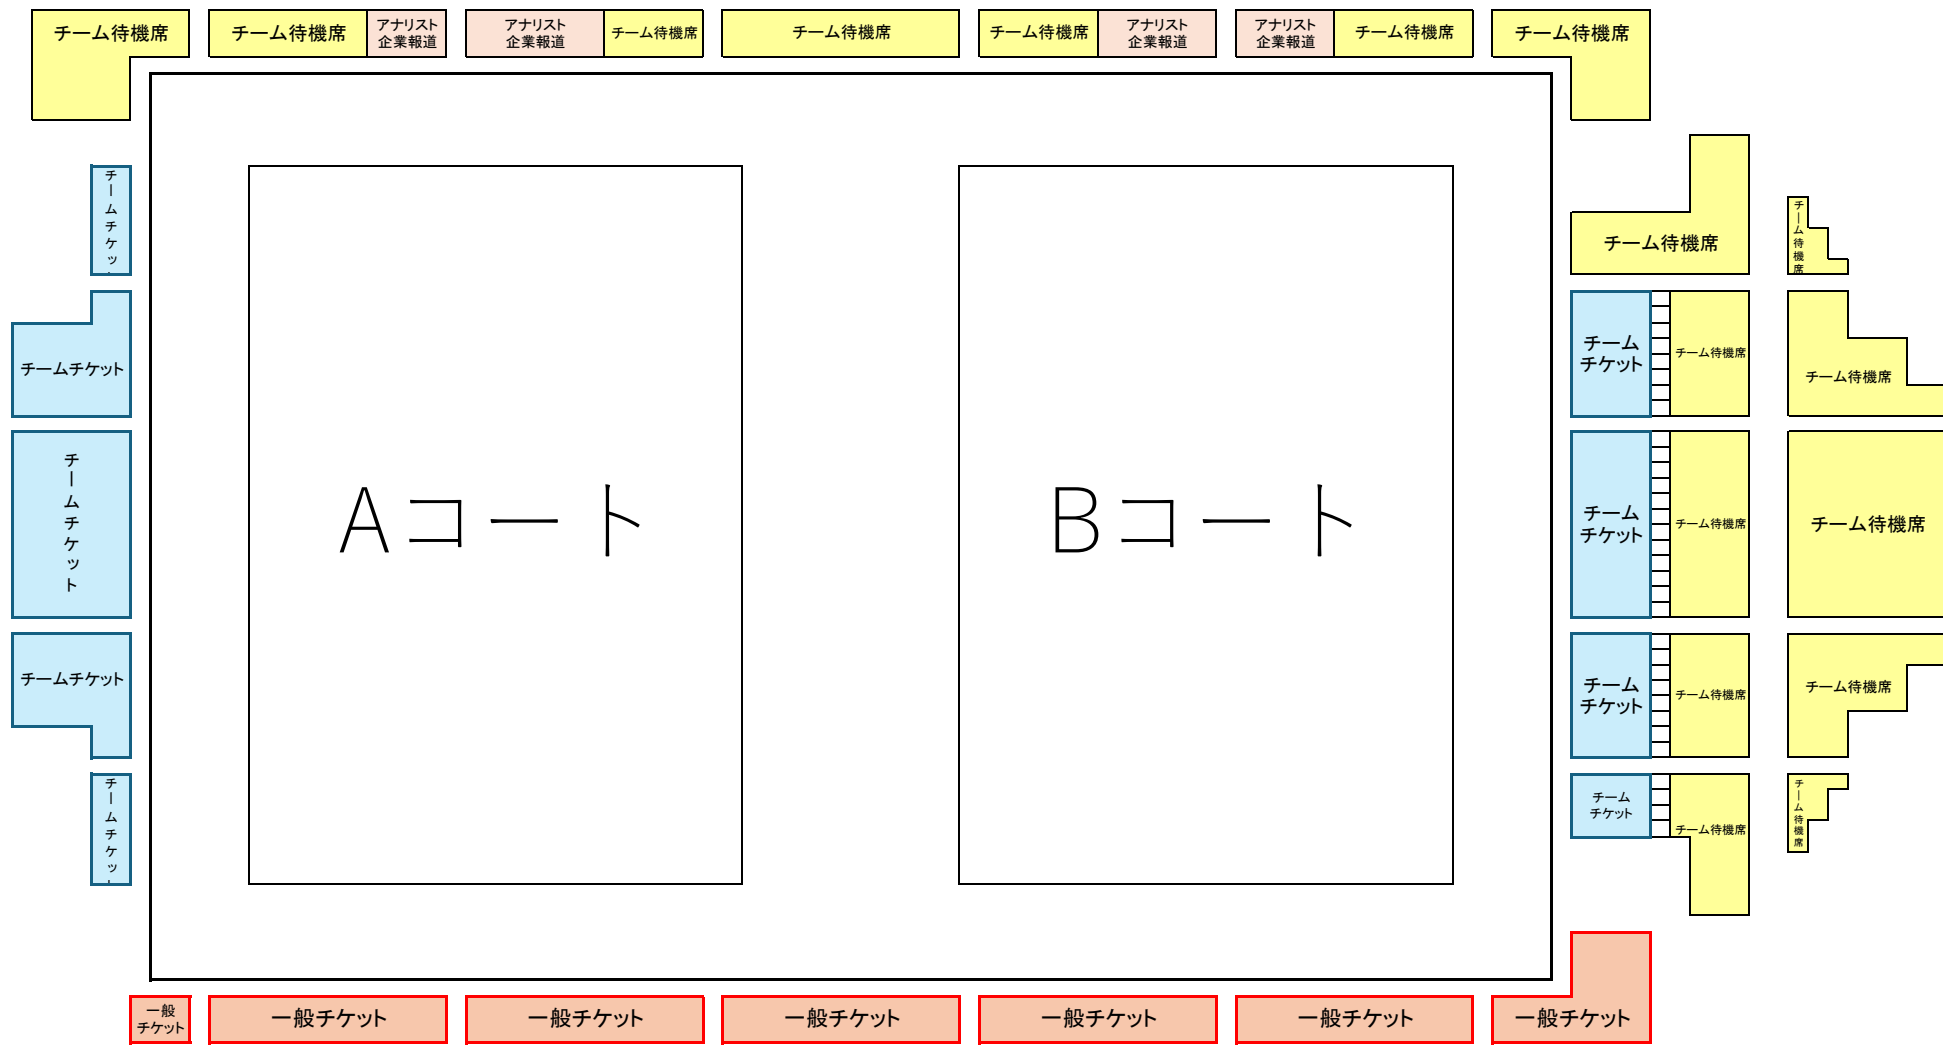 チーム待機席
チーム待機席
アナリスト
企業報道
アナリスト
企業報道
チーム待機席
チーム待機席
チーム待機席
アナリスト
企業報道
アナリスト
企業報道
チーム待機席
チーム待機席
チームチケット
チームチケット
チームチケット
チームチケット
チームチケット
Aコート
Bコート
チーム待機席
チーム待機席
チーム
チケット
チーム待機席
チーム待機席
チーム
チケット
チーム待機席
チーム待機席
チーム
チケット
チーム待機席
チーム待機席
チーム
チケット
チーム待機席
チーム待機席
一般
チケット
一般チケット
一般チケット
一般チケット
一般チケット
一般チケット
一般チケット